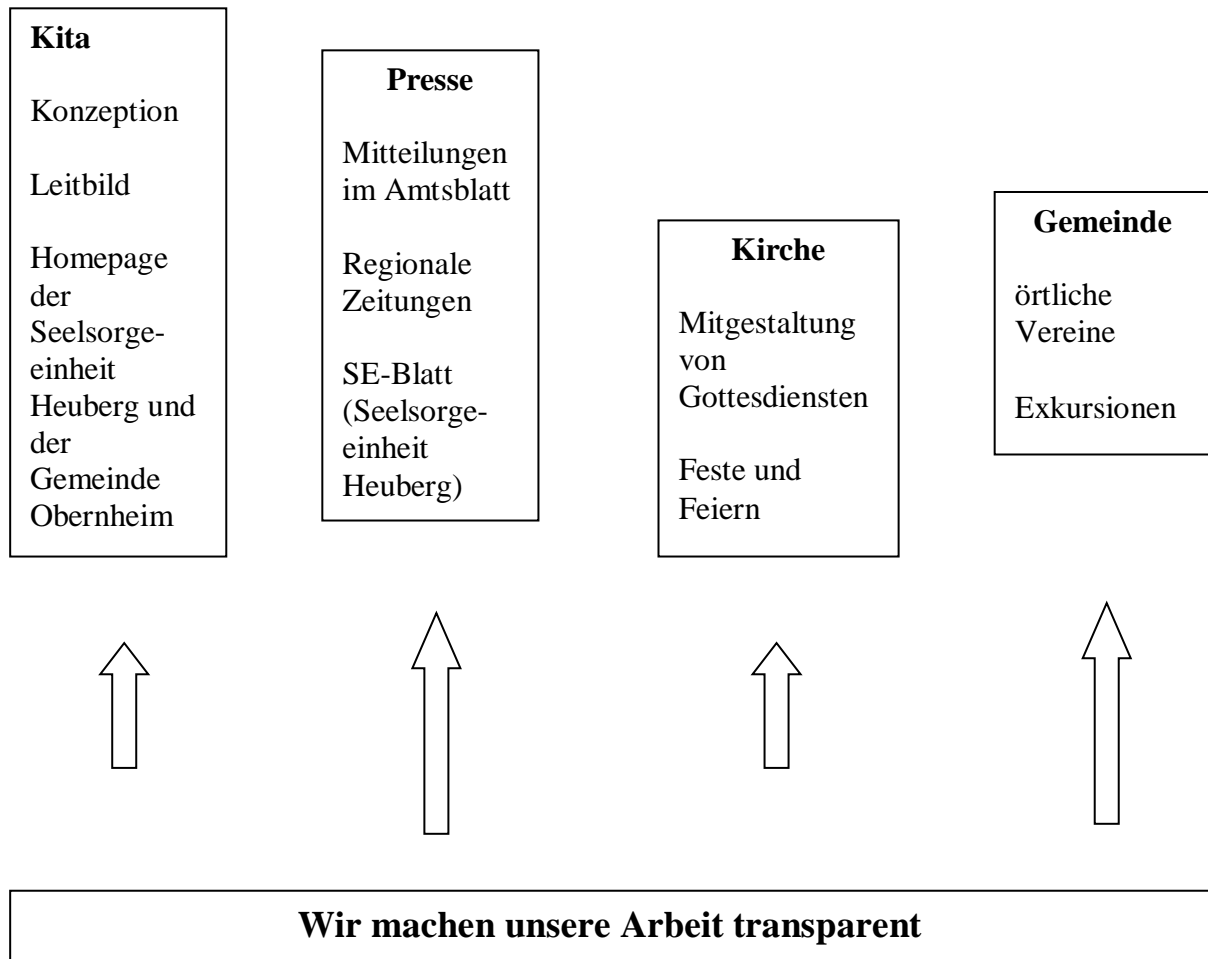 Kita
Konzeption
Leitbild
Homepage
der
Seelsorge-
einheit
Heuberg und
der
Gemeinde
Obernheim
Presse
Mitteilungen
im Amtsblatt
Regionale
Zeitungen
SE-Blatt
(Seelsorge-
einheit
Heuberg)
Kirche
Mitgestaltung
von
Gottesdiensten
Feste und
Feiern
Gemeinde
örtliche
Vereine
Exkursionen
Wir machen unsere Arbeit transparent